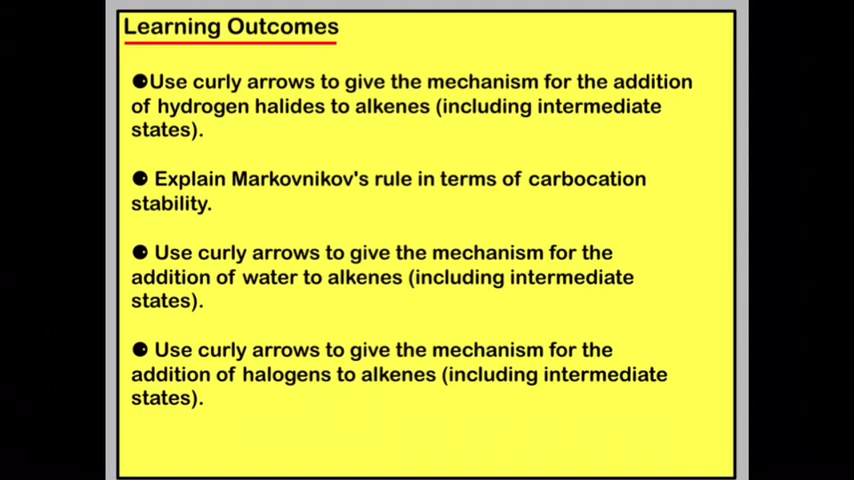 Learning Outcomes
●Use curly arrows to give the mechanism for the addition
of hydrogen halides to alkenes (including intermediate
states).
● Explain Markovnikov's rule in terms of carbocation
stability.
● Use curly arrows to give the mechanism for the
addition of water to alkenes (including intermediate
states).
● Use curly arrows to give the mechanism for the
addition of halogens to alkenes (including intermediate
states).